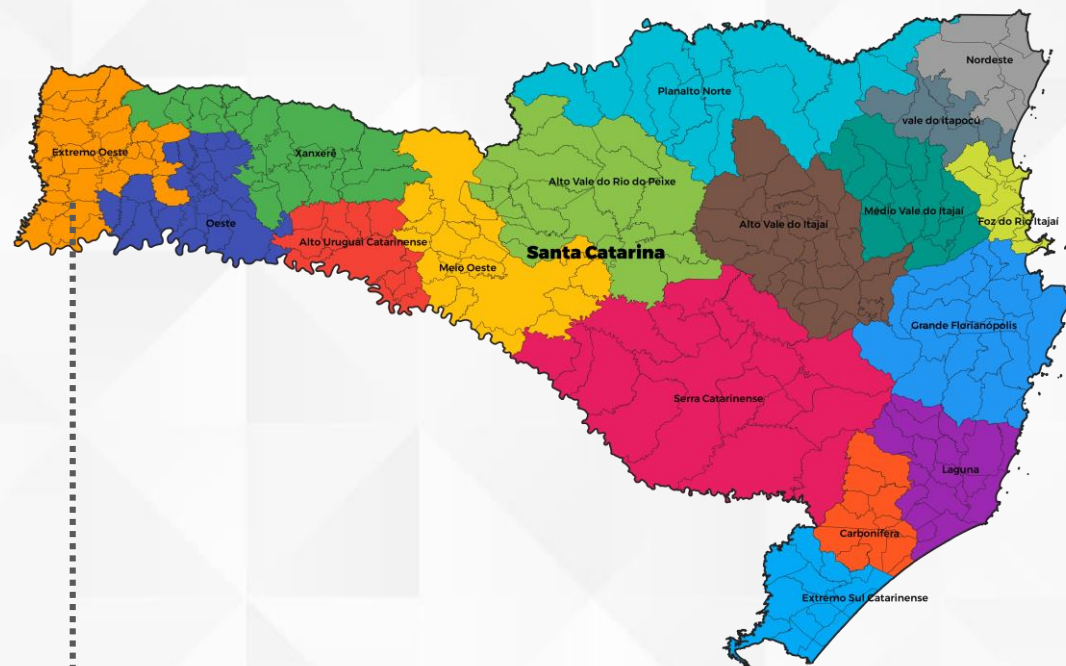 Nordeste
Planalto Norte
vale do Itapocú
Extremo Oeste
Xanxerê
Alto Vale do Rio do Peixe
Médio Vale do Itajaí
Foz do Rio Itajaí
Oeste
Alto Vale do Itajaí
Alto Uruguai Catarinense
Santa Catarina
Meio Oeste
Grande Florianópolis
Serra Catarinense
Laguna
Carbonífera
Extremo Sul Catarinense